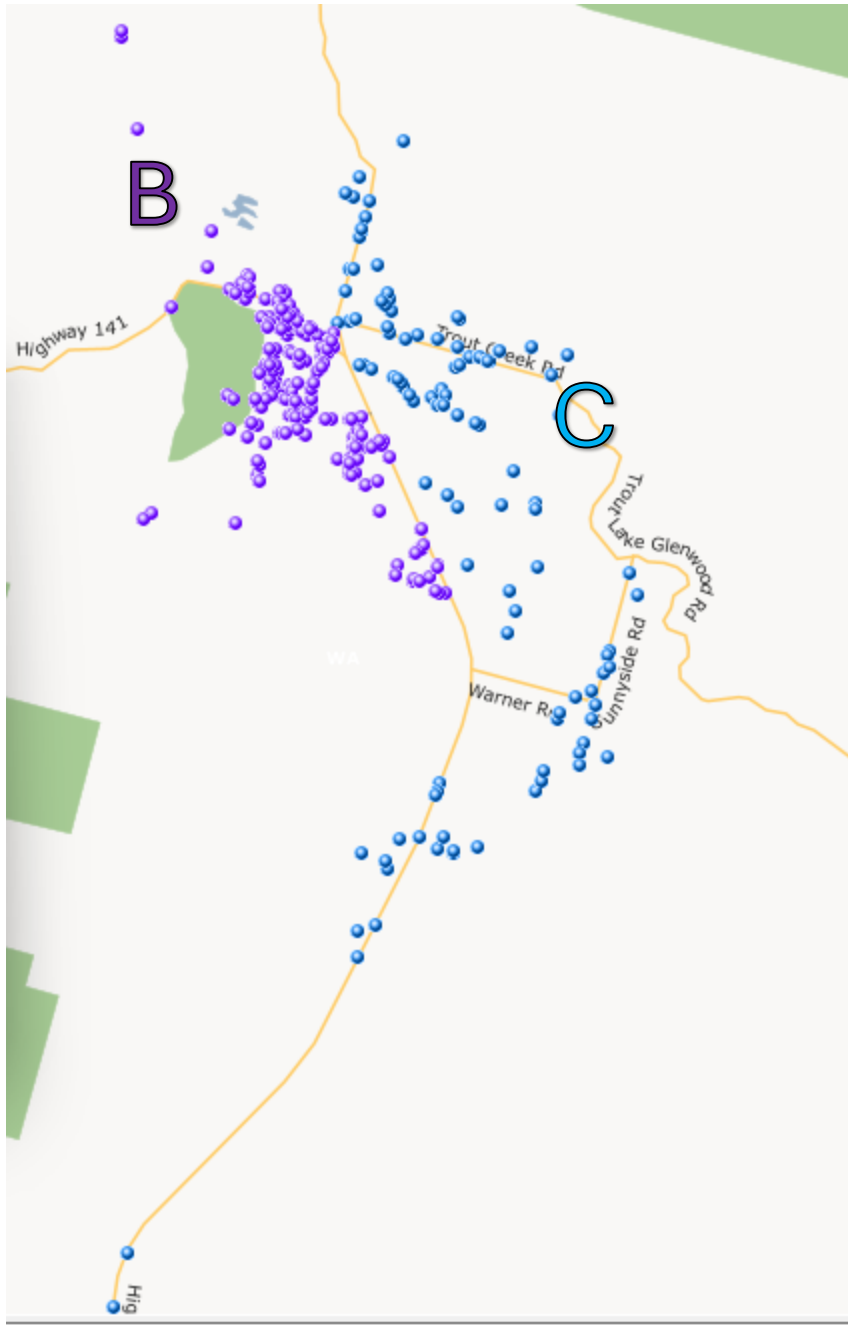 B
Highway 141
Trout Creek Rd
C
Trout
Lake Glenwood Rd
WA
Sunnyside Rd
Warner Rd
Hig